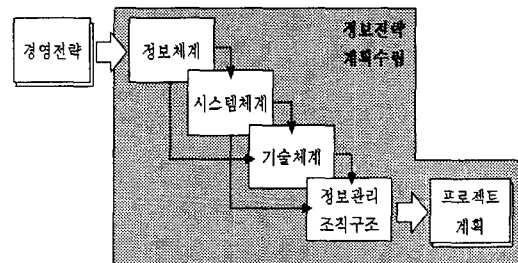 경영전략
정보체계
정보전략
계획수립
시스템체계
기술체계
정보관리
조직구조
프로젝트
계획